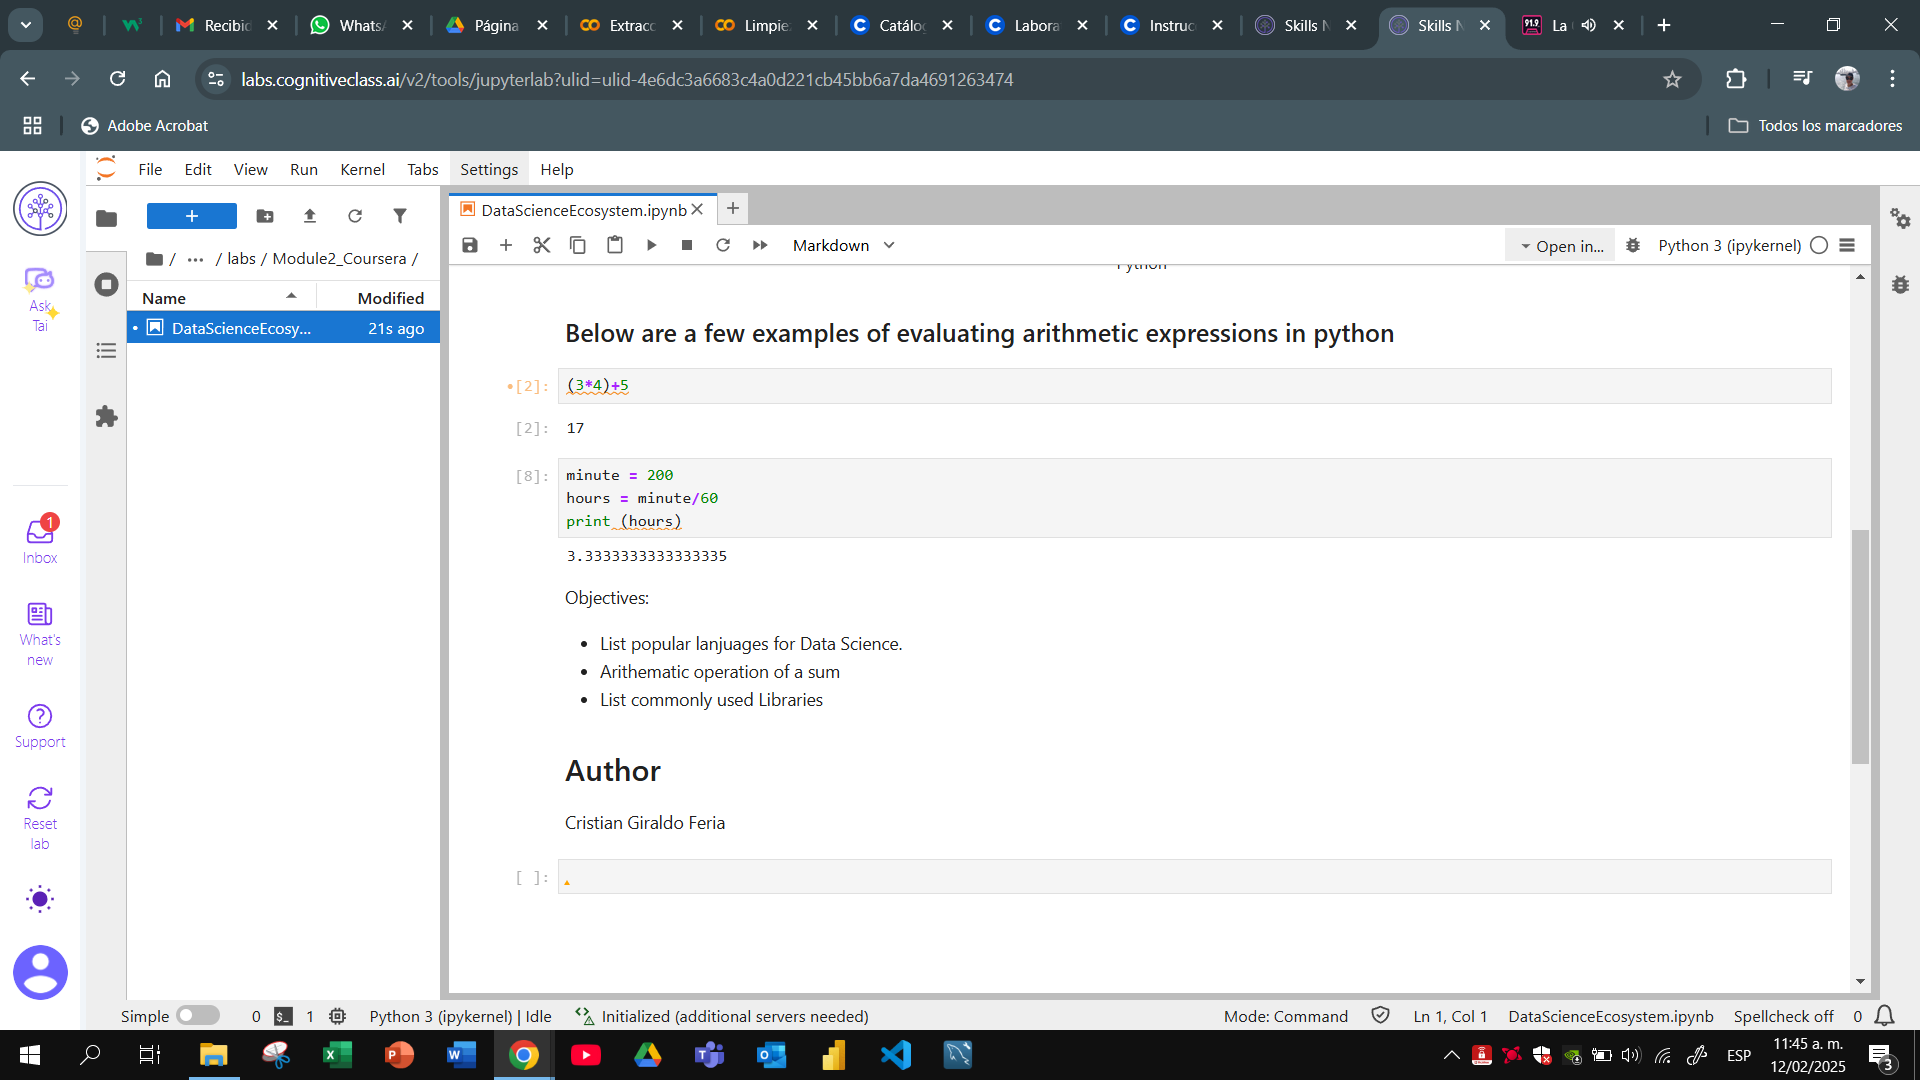 Recibid
Whats
Página
Extracc
Limpie
Catálog
Labora
Instruc
Skills N
Skills N
91.9
La
labs.cognitiveclass.ai/v2/tools/jupyterlab?ulid=ulid-4e6dc3a6683c4a0d221cb45bb6a7da4691263474
Adobe Acrobat
Todos los marcadores
File Edit View Run Kernel Tabs Settings Help
Ask
Tai
Inbox
1
What's
new
Support
Reset
lab
/ ... / labs / Module2_Coursera /
Name Modified
DataScienceEcosy... 21s ago
DataScienceEcosystem.ipynb
Markdown
Open in...
Python 3 (ipykernel)
Python
Below are a few examples of evaluating arithmetic expressions in python
[2]: (3*4)+5
[2]: 17
[8]: minute = 200
hours = minute/60
print (hours)
3.3333333333333335
Objectives:
• List popular lanjuages for Data Science.
• Arithematic operation of a sum
• List commonly used Libraries
Author
Cristian Giraldo Feria
[ ]:
Simple 0 $_ 1 Python 3 (ipykernel) | Idle Initialized (additional servers needed) Mode: Command Ln 1, Col 1 DataScienceEcosystem.ipynb Spellcheck off 0
ESP
11:45 a. m.
12/02/2025
3